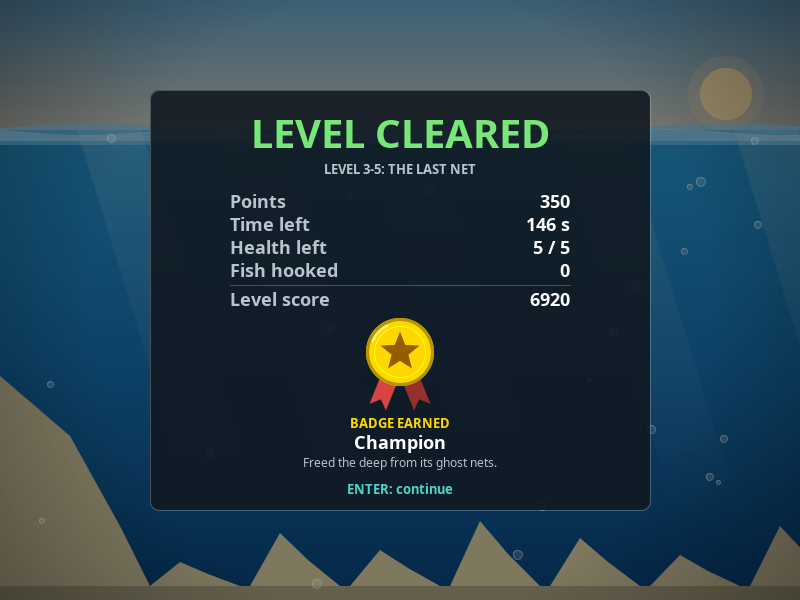 LEVEL CLEARED
LEVEL 3-5: THE LAST NET
Points 350
Time left 146 s
Health left 5 / 5
Fish hooked 0
Level score 6920
BADGE EARNED
Champion
Freed the deep from its ghost nets.
ENTER: continue